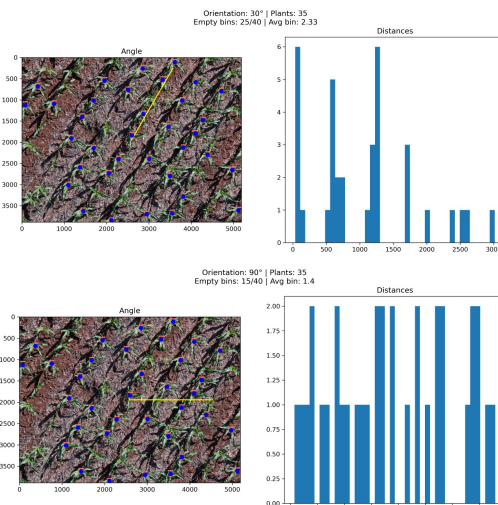 Orientation: 30° | Plants: 35
Empty bins: 25/40 | Avg bin: 2.33
Angle
0
500
1000
1500
2000
2500
3000
3500
0 1000 2000 3000 4000 5000
Distances
6
5
4
3
2
1
0
0 500 1000 1500 2000 2500 300
Orientation: 90° | Plants: 35
Empty bins: 15/40 | Avg bin: 1.4
Angle
0
500
1000
1500
2000
2500
3000
3500
0 1000 2000 3000 4000 5000
Distances
2.00
1.75
1.50
1.25
1.00
0.75
0.50
0.25
0.00